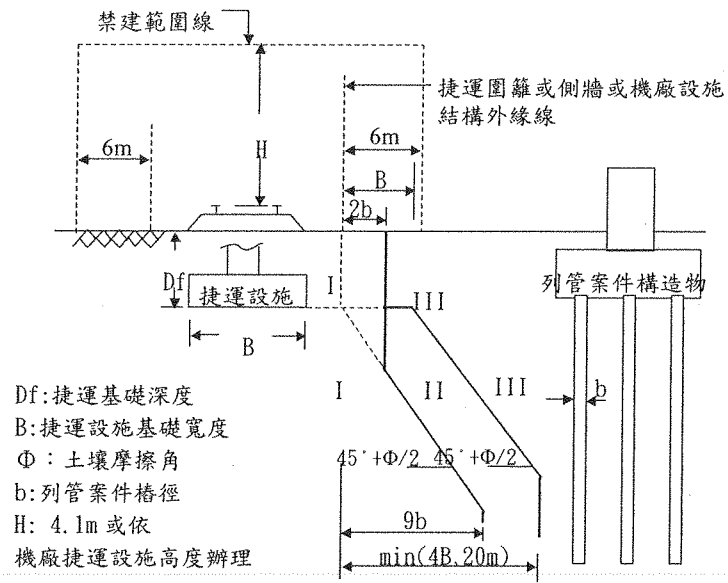 禁建範圍線
捷運圍籬或側牆或機廠設施
結構外緣線
6m
H
6m
B
2b
Df
I
捷運設施
III
列管案件構造物
B
I
II
III
b
Df:捷運基礎深度
B:捷運設施基礎寬度
Φ：土壤摩擦角
b:列管案件樁徑
H: 4.1m 或依
機廠捷運設施高度辦理
45°+Φ/2
45°+Φ/2
9b
min(4B,20m)